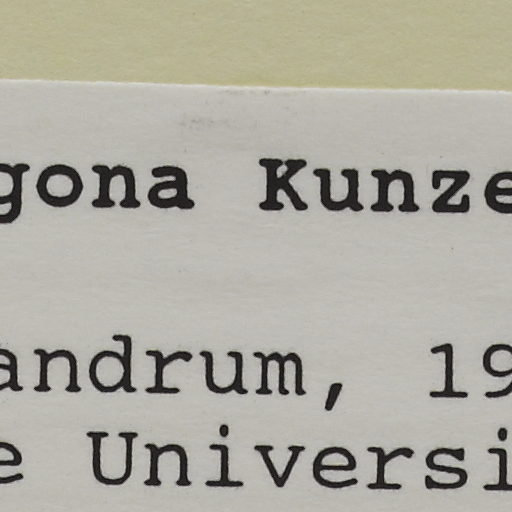 gona Kunze
andrum, 19
e Universi